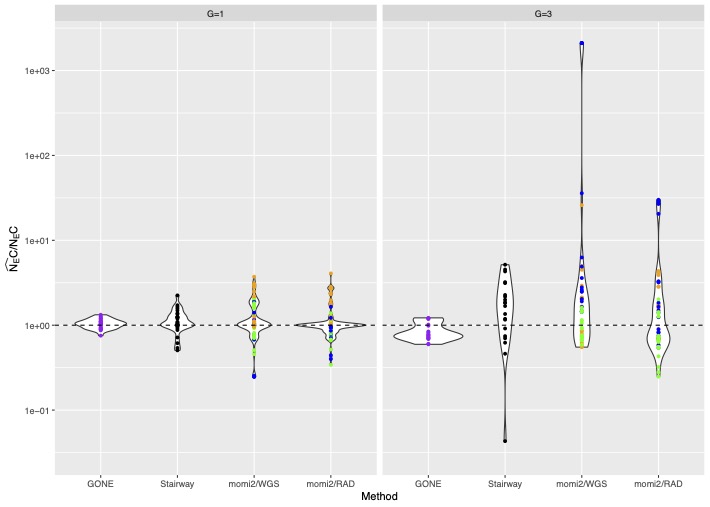 G=1
G=3
1e+03
1e+02
1e+01
1e+00
1e−01
N̂EC/NEC
GONE
Stairway
momi2/WGS
momi2/RAD
GONE
Stairway
momi2/WGS
momi2/RAD
Method